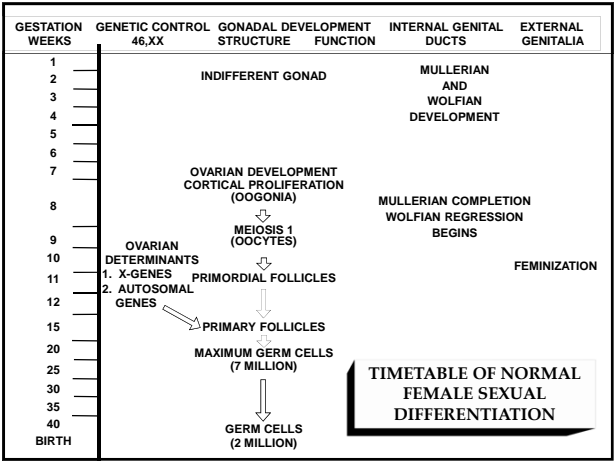 GESTATION WEEKS
GENETIC CONTROL 46,XX
GONADAL DEVELOPMENT
STRUCTURE FUNCTION
INTERNAL GENITAL DUCTS
EXTERNAL GENITALIA
1
2
3
4
5
6
7
8
9
10
11
12
15
20
25
30
35
40
BIRTH
OVARIAN
DETERMINANTS
1. X-GENES
2. AUTOSOMAL
GENES
INDIFFERENT GONAD
OVARIAN DEVELOPMENT
CORTICAL PROLIFERATION
(OOGONIA)
MEIOSIS 1
(OOCYTES)
PRIMORDIAL FOLLICLES
PRIMARY FOLLICLES
MAXIMUM GERM CELLS
(7 MILLION)
GERM CELLS
(2 MILLION)
MULLERIAN
AND
WOLFIAN
DEVELOPMENT
MULLERIAN COMPLETION
WOLFIAN REGRESSION
BEGINS
FEMINIZATION
TIMETABLE OF NORMAL
FEMALE SEXUAL
DIFFERENTIATION